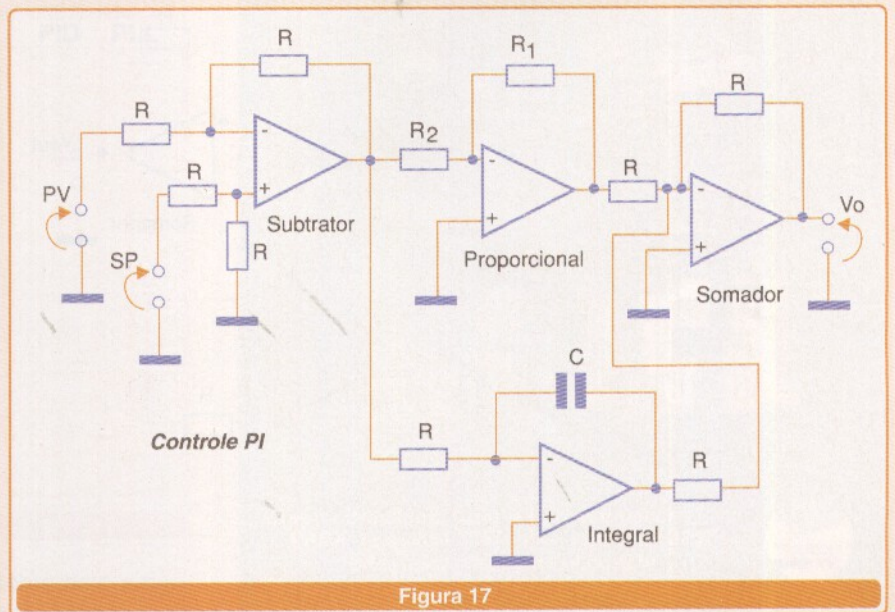 R
R
R₁
R
R₂
R
R
PV
-
+
Subtrator
R
SP
-
+
Proporcional
-
+
Somador
Vo
C
Controle PI
R
-
+
R
Integral
Figura 17